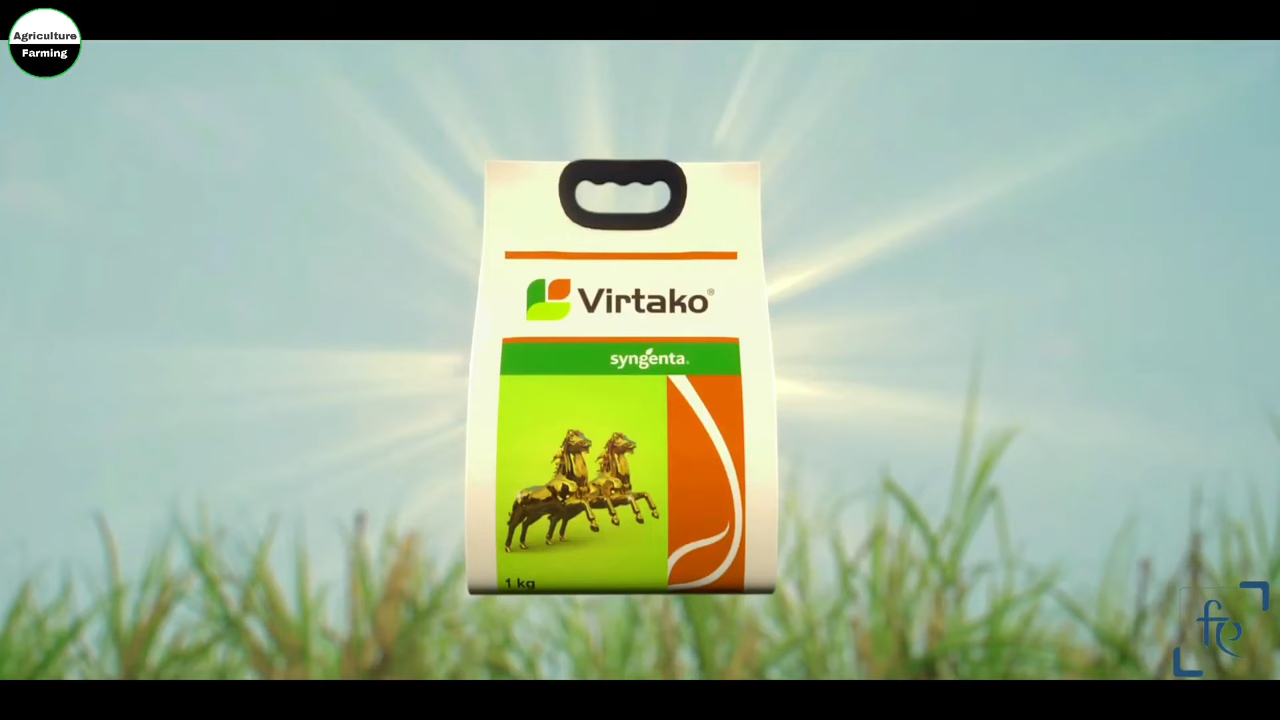 Agriculture
Farming
Virtako®
syngenta.
1 kg
fe